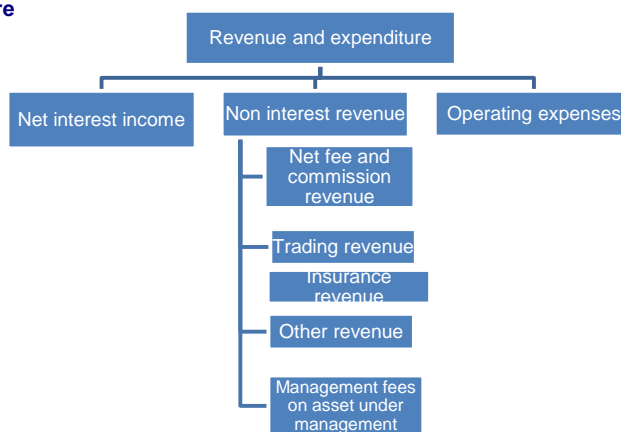 re
Revenue and expenditure
Net interest income
Non interest revenue
Operating expenses
Net fee and
commission
revenue
Trading revenue
Insurance
revenue
Other revenue
Management fees
on asset under
management